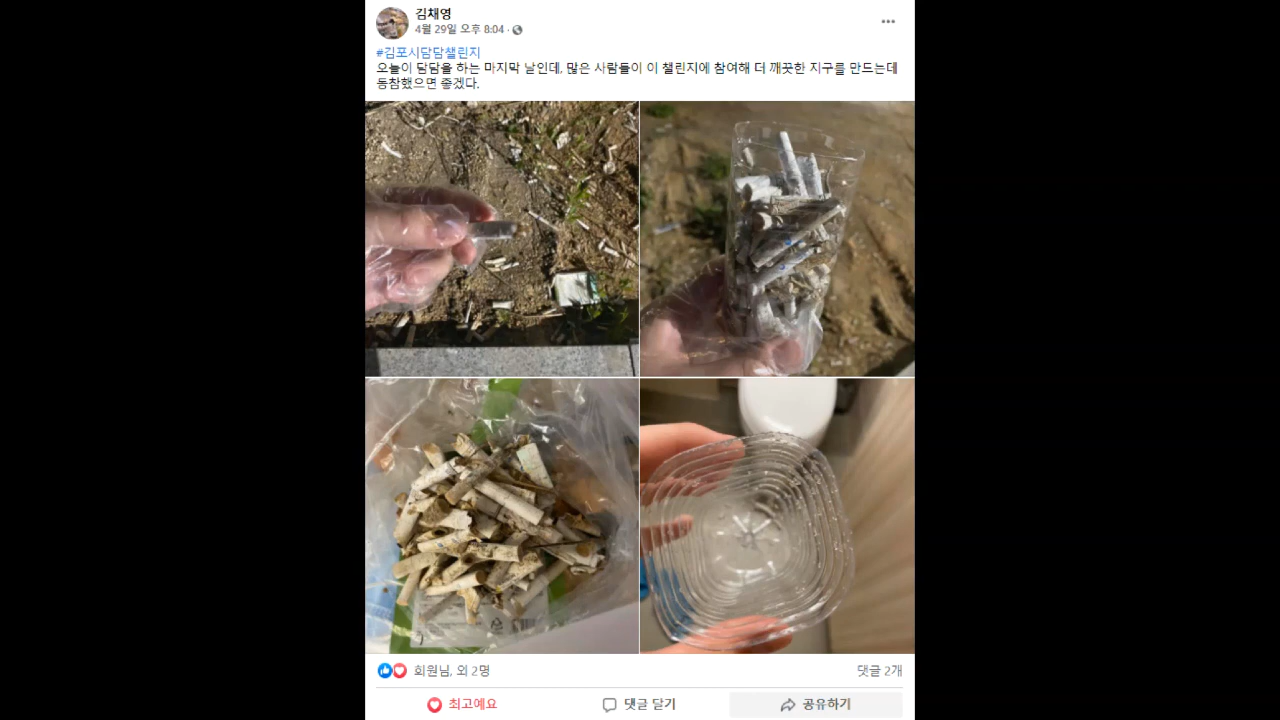 김채영
4월 29일 오후 8:04 ·
#김포시담담챌린지
오늘이 담담을 하는 마지막 날인데, 많은 사람들이 이 챌린지에 참여해 더 깨끗한 지구를 만드는데
동참했으면 좋겠다.
회원님, 외 2명
댓글 2개
최고예요
댓글 달기
공유하기